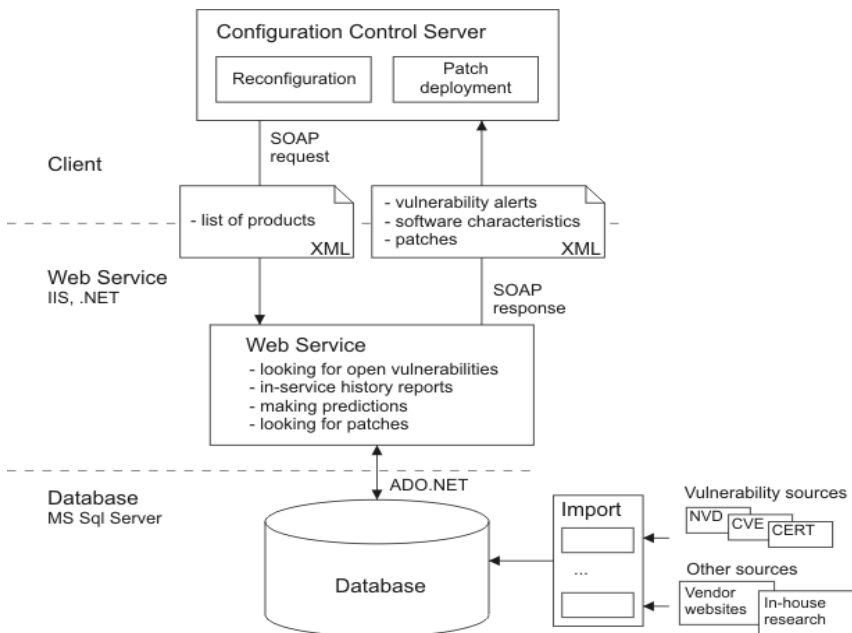 Configuration Control Server
Reconfiguration
Patch
deployment
SOAP
request
Client
- list of products
XML
- vulnerability alerts
- software characteristics
- patches
XML
Web Service
IIS, .NET
SOAP
response
Web Service
- looking for open vulnerabilities
- in-service history reports
- making predictions
- looking for patches
ADO.NET
Database
MS Sql Server
Database
Import
...
Vulnerability sources
NVD
CVE
CERT
Other sources
Vendor
websites
In-house
research